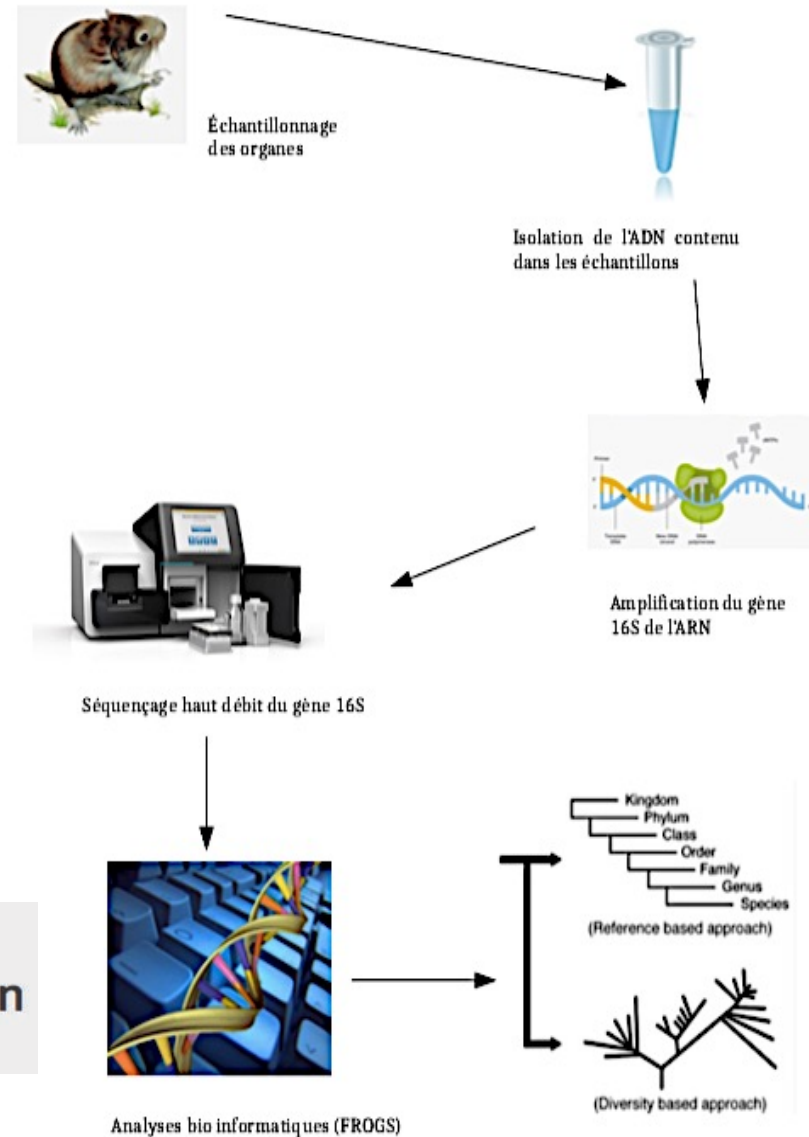 Échantillonnage
des organes
Isolation de l'ADN contenu
dans les échantillons
Amplification du gène
16S de l'ARN
Séquençage haut débit du gène 16S
Kingdom
Phylum
Class
Order
Family
Genus
Species
(Reference based approach)
n
(Diversity based approach)
Analyses bio informatiques (FROGS)